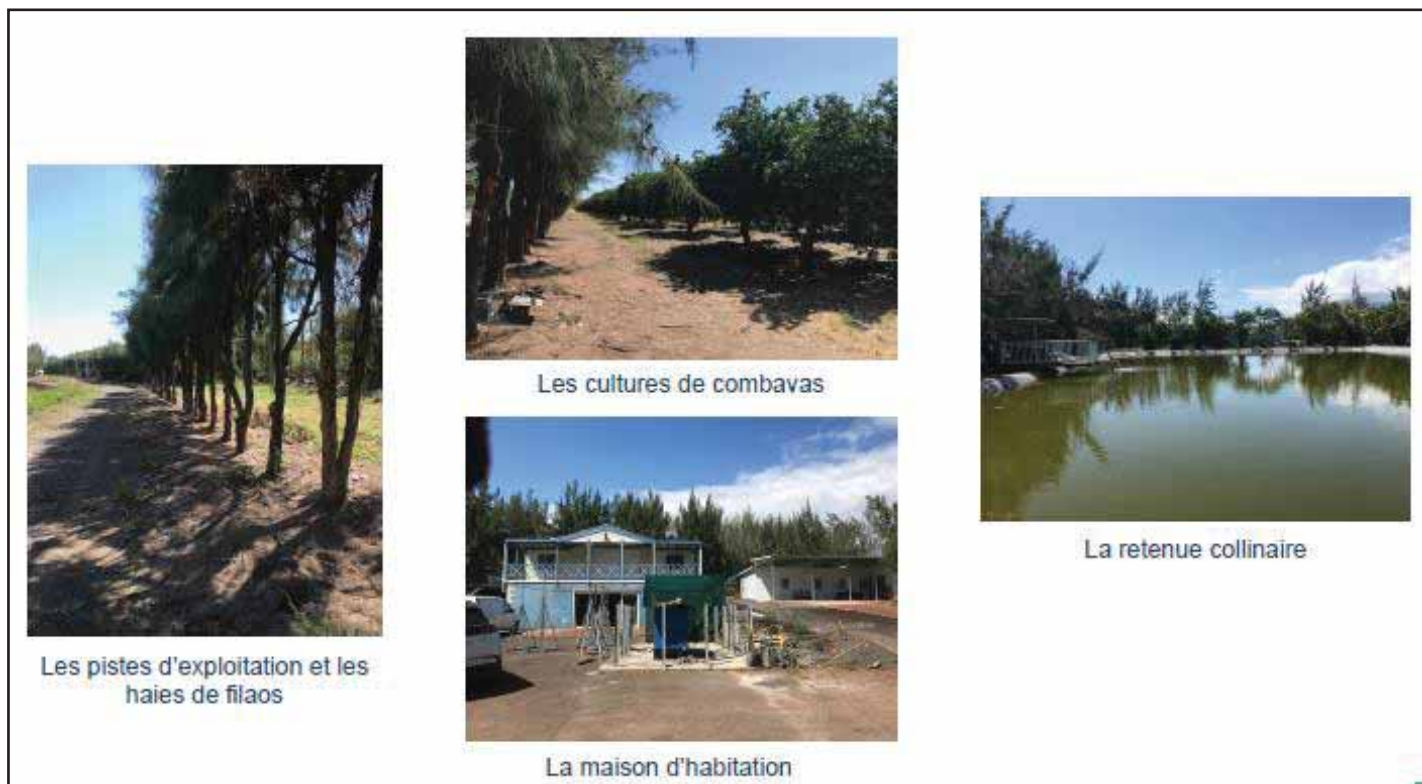 Les pistes d'exploitation et les
haies de filaos
Les cultures de combavas
La maison d'habitation
La retenue collinaire